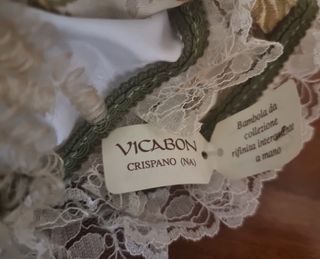 VICABON
CRISPANO (NA)
Bambola da
collezione
rifinita interamente
a mano